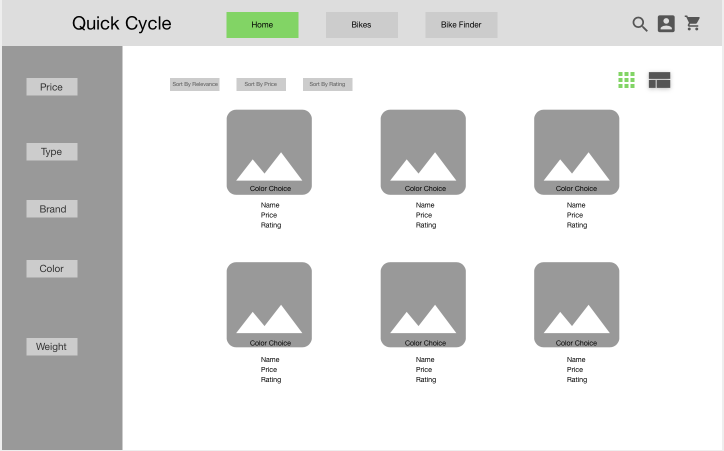 Quick Cycle
Home
Bikes
Bike Finder
Price
Type
Brand
Color
Weight
Sort By Relevance
Sort By Price
Sort By Rating
Color Choice
Name
Price
Rating
Color Choice
Name
Price
Rating
Color Choice
Name
Price
Rating
Color Choice
Name
Price
Rating
Color Choice
Name
Price
Rating
Color Choice
Name
Price
Rating